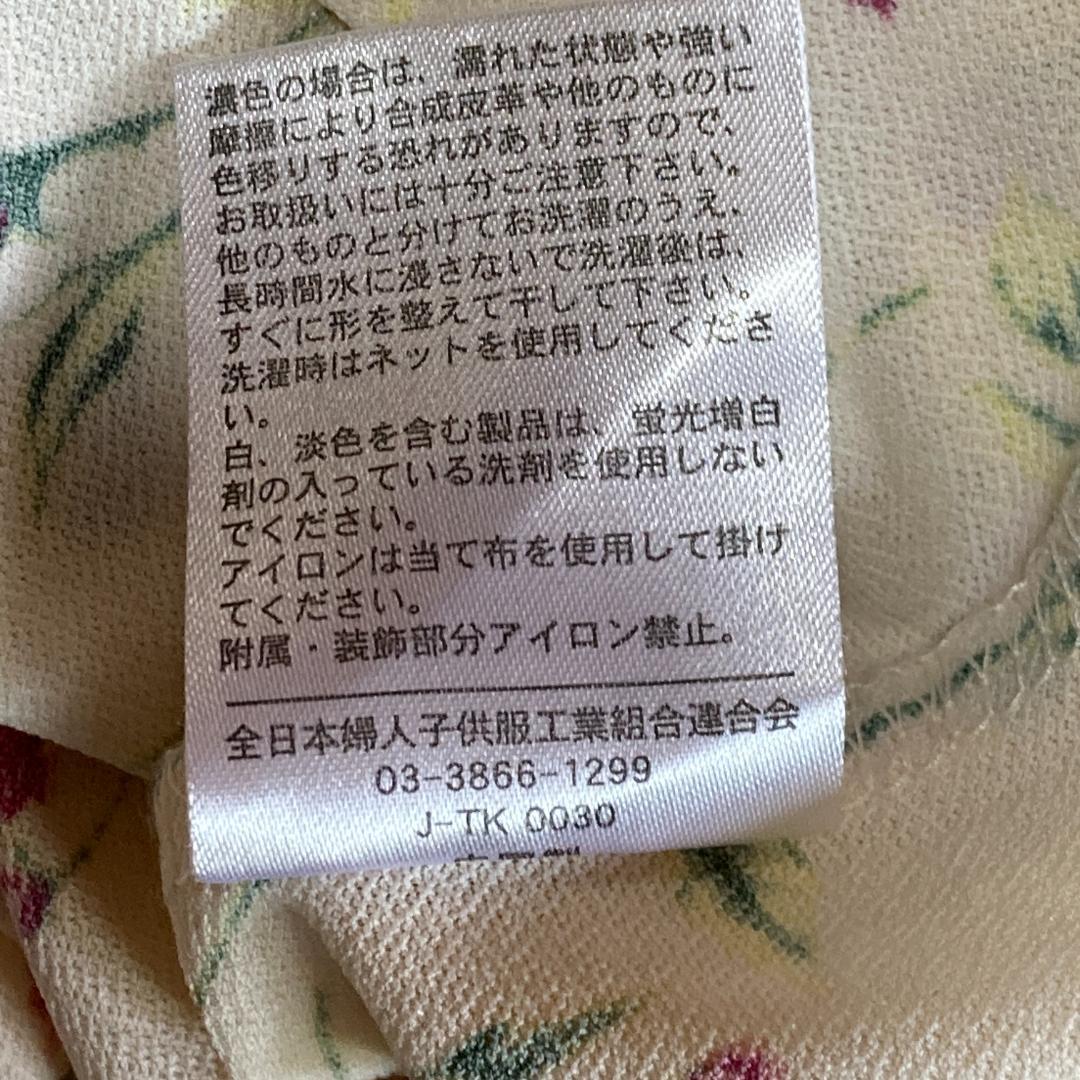 濃色の場合は、濡れた状態や強い
摩擦により合成皮革や他のものに
色移りする恐れがありますので、
お取扱いには十分ご注意下さい。
他のものと分けてお洗濯のうえ、
長時間水に浸さないで洗濯後は、
すぐに形を整えて干して下さい。
洗濯時はネットを使用してくださ
い。
白、淡色を含む製品は、蛍光増白
剤の入っている洗剤を使用しない
でください。
アイロンは当て布を使用して掛け
てください。
附属・装飾部分アイロン禁止。
全日本婦人子供服工業組合連合会
03-3866-1299
J-TK 0030